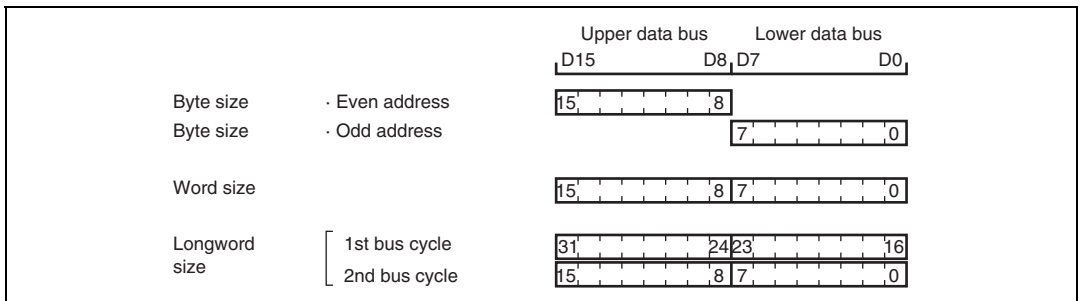 Upper data bus Lower data bus
D15 D8 D7 D0
Byte size · Even address 15 8
Byte size · Odd address 7 0
Word size 15 8 7 0
Longword size 1st bus cycle 31 24 23 16
2nd bus cycle 15 8 7 0